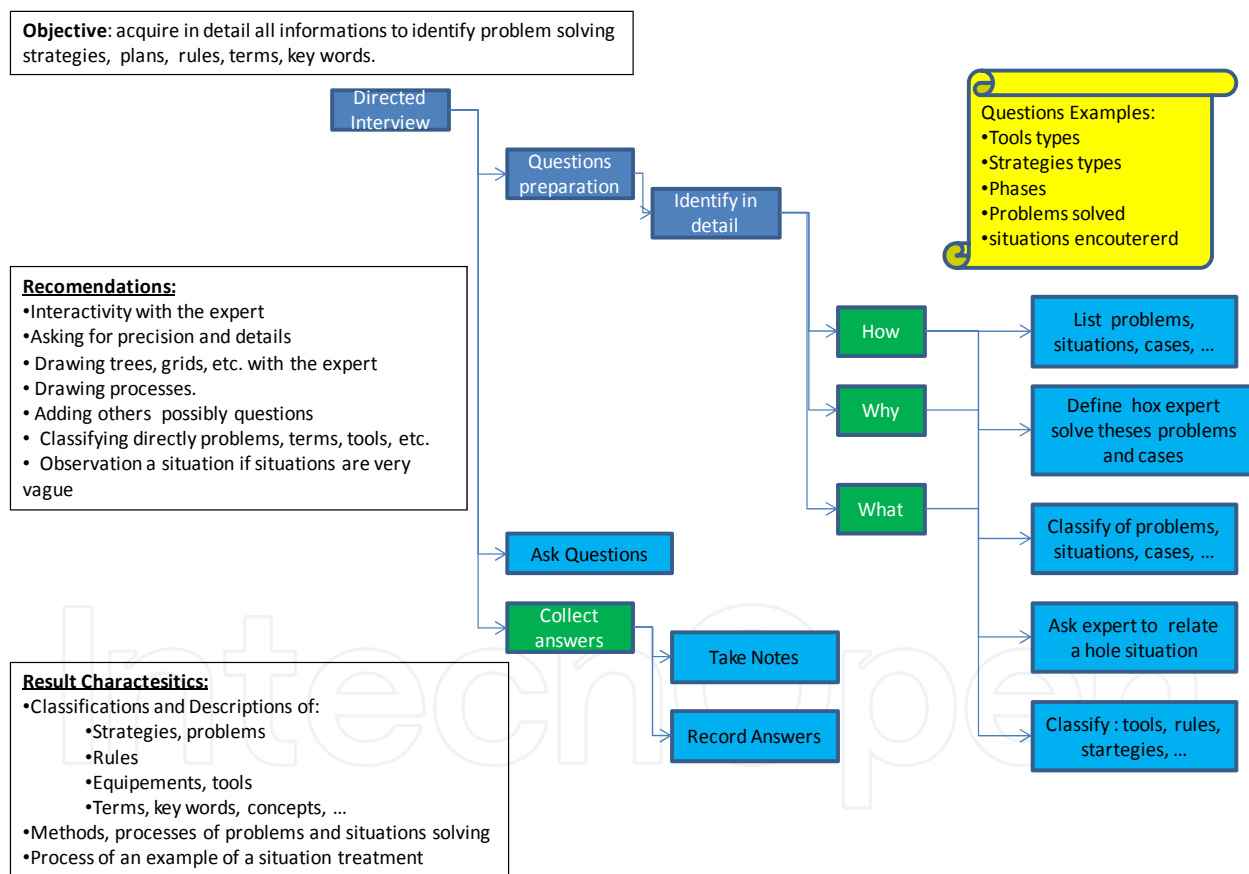 Objective: acquire in detail all informations to identify problem solving
strategies, plans, rules, terms, key words.
Directed
Interview
Questions
preparation
Identify in
detail
Questions Examples:
•Tools types
•Strategies types
•Phases
•Problems solved
•situations encoutererd
Recomendations:
•Interactivity with the expert
•Asking for precision and details
• Drawing trees, grids, etc. with the expert
• Drawing processes.
• Adding others possibly questions
• Classifying directly problems, terms, tools, etc.
• Observation a situation if situations are very
vague
How
Why
What
List problems,
situations, cases, ...
Define hox expert
solve theses problems
and cases
Classify of problems,
situations, cases, ...
Ask expert to relate
a hole situation
Classify : tools, rules,
startegies, ...
Ask Questions
Collect
answers
Take Notes
Record Answers
Result Charactesitics:
•Classifications and Descriptions of:
•Strategies, problems
•Rules
•Equipements, tools
•Terms, key words, concepts, ...
•Methods, processes of problems and situations solving
•Process of an example of a situation treatment
IntechOpen